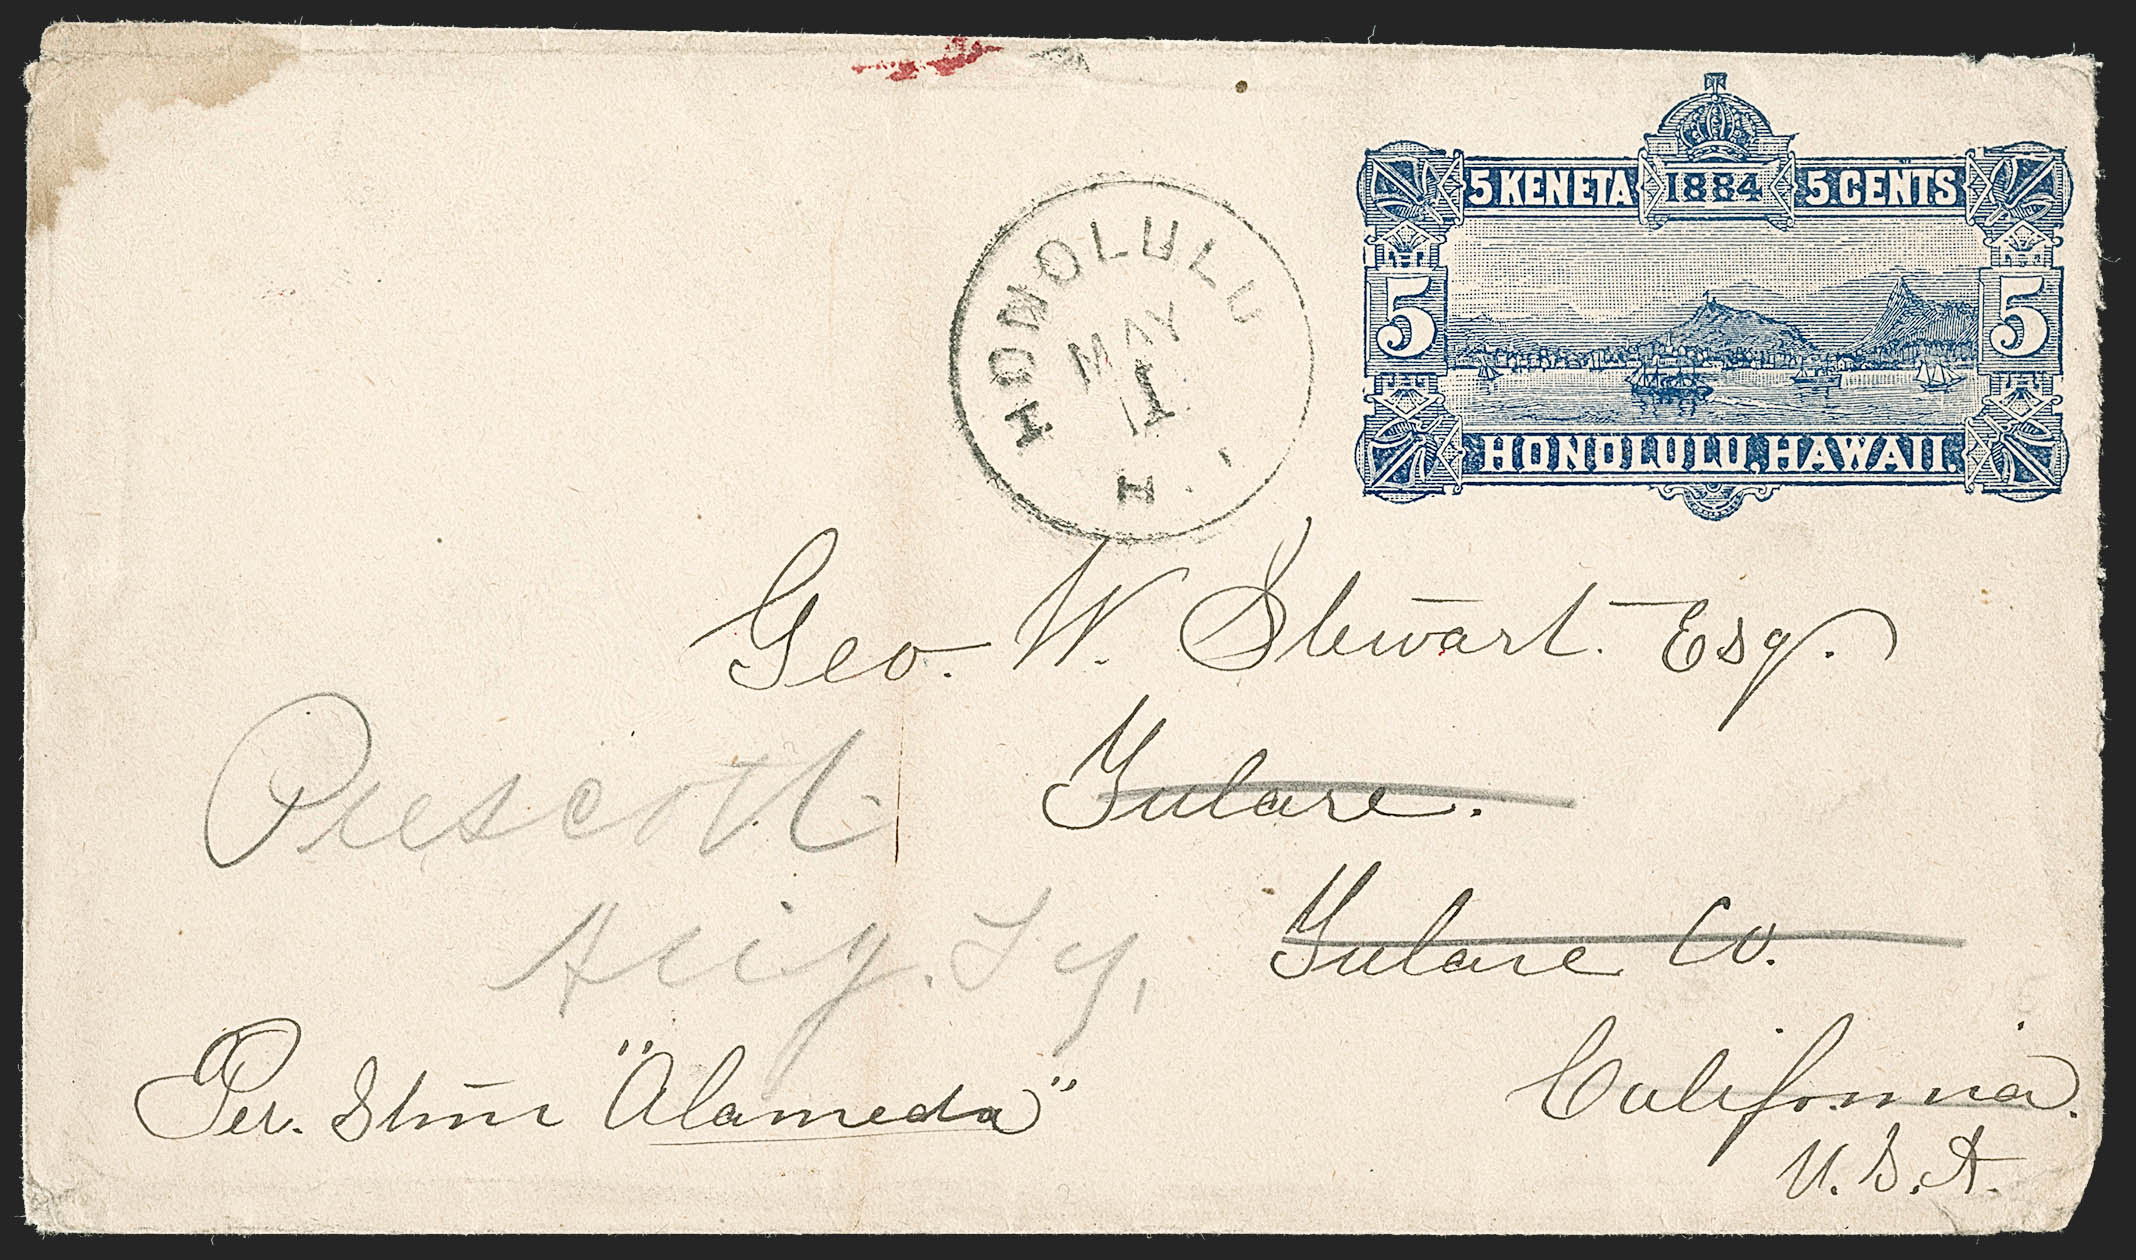 5 KENETA 1884 5 CENTS
5 5
HONOLULU, HAWAII.
HONOLULU
MAY
1
H
Geo. W. Stewart. Esq.
Tulare.
Tulare Co.
California.
U.S.A.
Prescott
Ariz. Ty,
Per. Stmr "Alameda"